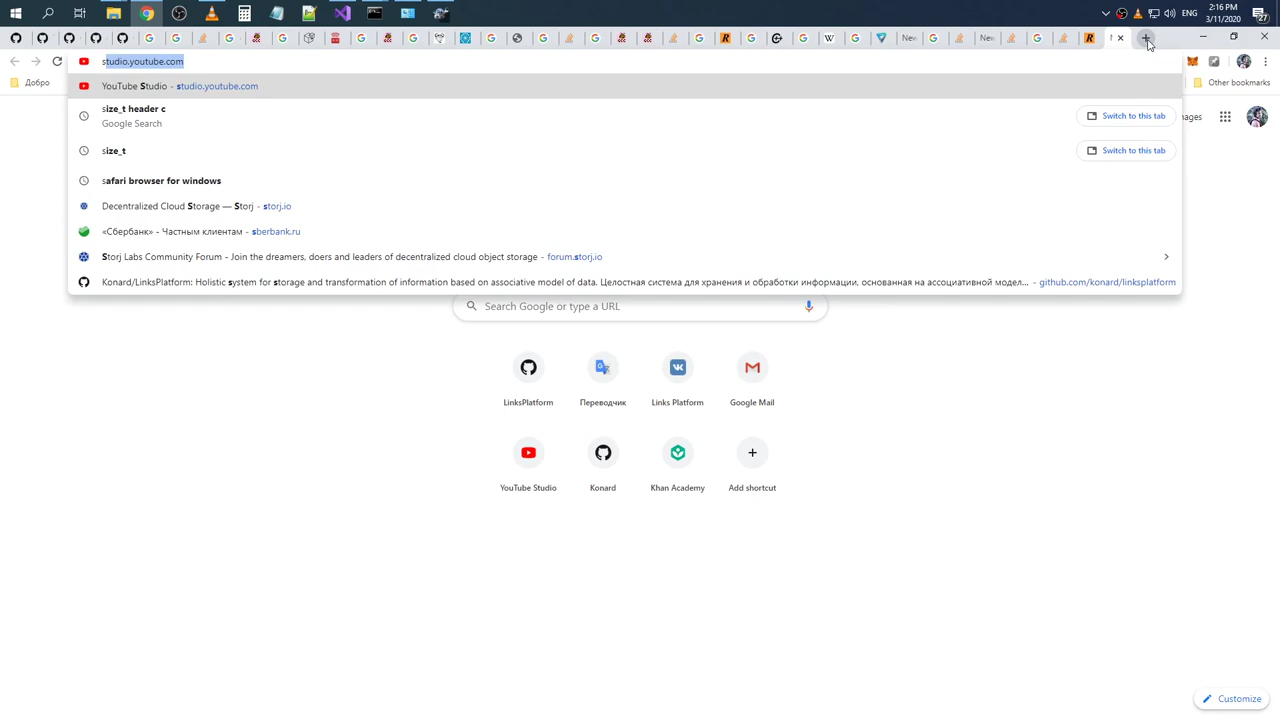 ENG
2:16 PM
3/11/2020
27
New
New
studio.youtube.com
Добро
Other bookmarks
YouTube Studio - studio.youtube.com
size_t header c
Google Search
Switch to this tab
ages
size_t
Switch to this tab
safari browser for windows
Decentralized Cloud Storage — Storj - storj.io
«Сбербанк» - Частным клиентам - sberbank.ru
Storj Labs Community Forum - Join the dreamers, doers and leaders of decentralized cloud object storage - forum.storj.io
Konard/LinksPlatform: Holistic system for storage and transformation of information based on associative model of data. Целостная система для хранения и обработки информации, основанная на ассоциативной модел... - github.com/konard/linksplatform
Search Google or type a URL
LinksPlatform
Переводчик
Links Platform
Google Mail
YouTube Studio
Konard
Khan Academy
Add shortcut
Customize